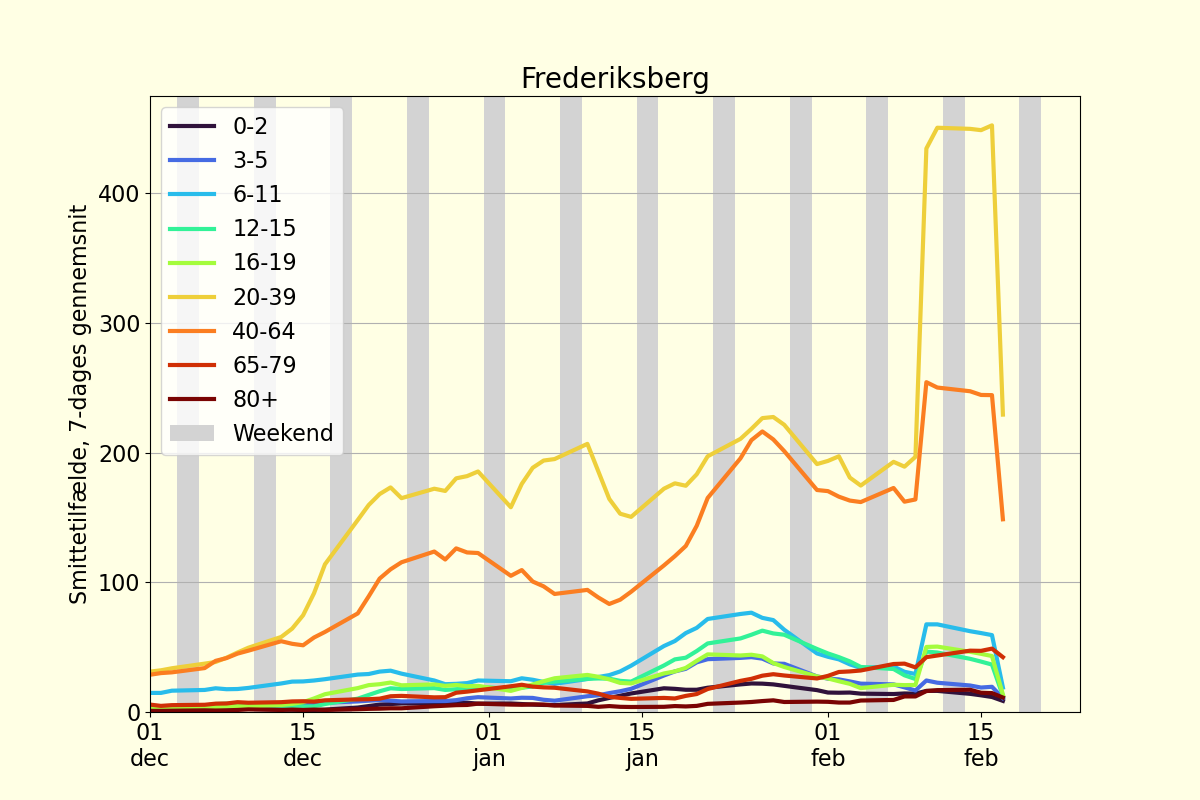 Frederiksberg
Smittetilfælde, 7-dages gennemsnit
400
300
200
100
0
0-2
3-5
6-11
12-15
16-19
20-39
40-64
65-79
80+
Weekend
01 15 01 15 01 15
dec dec jan jan feb feb